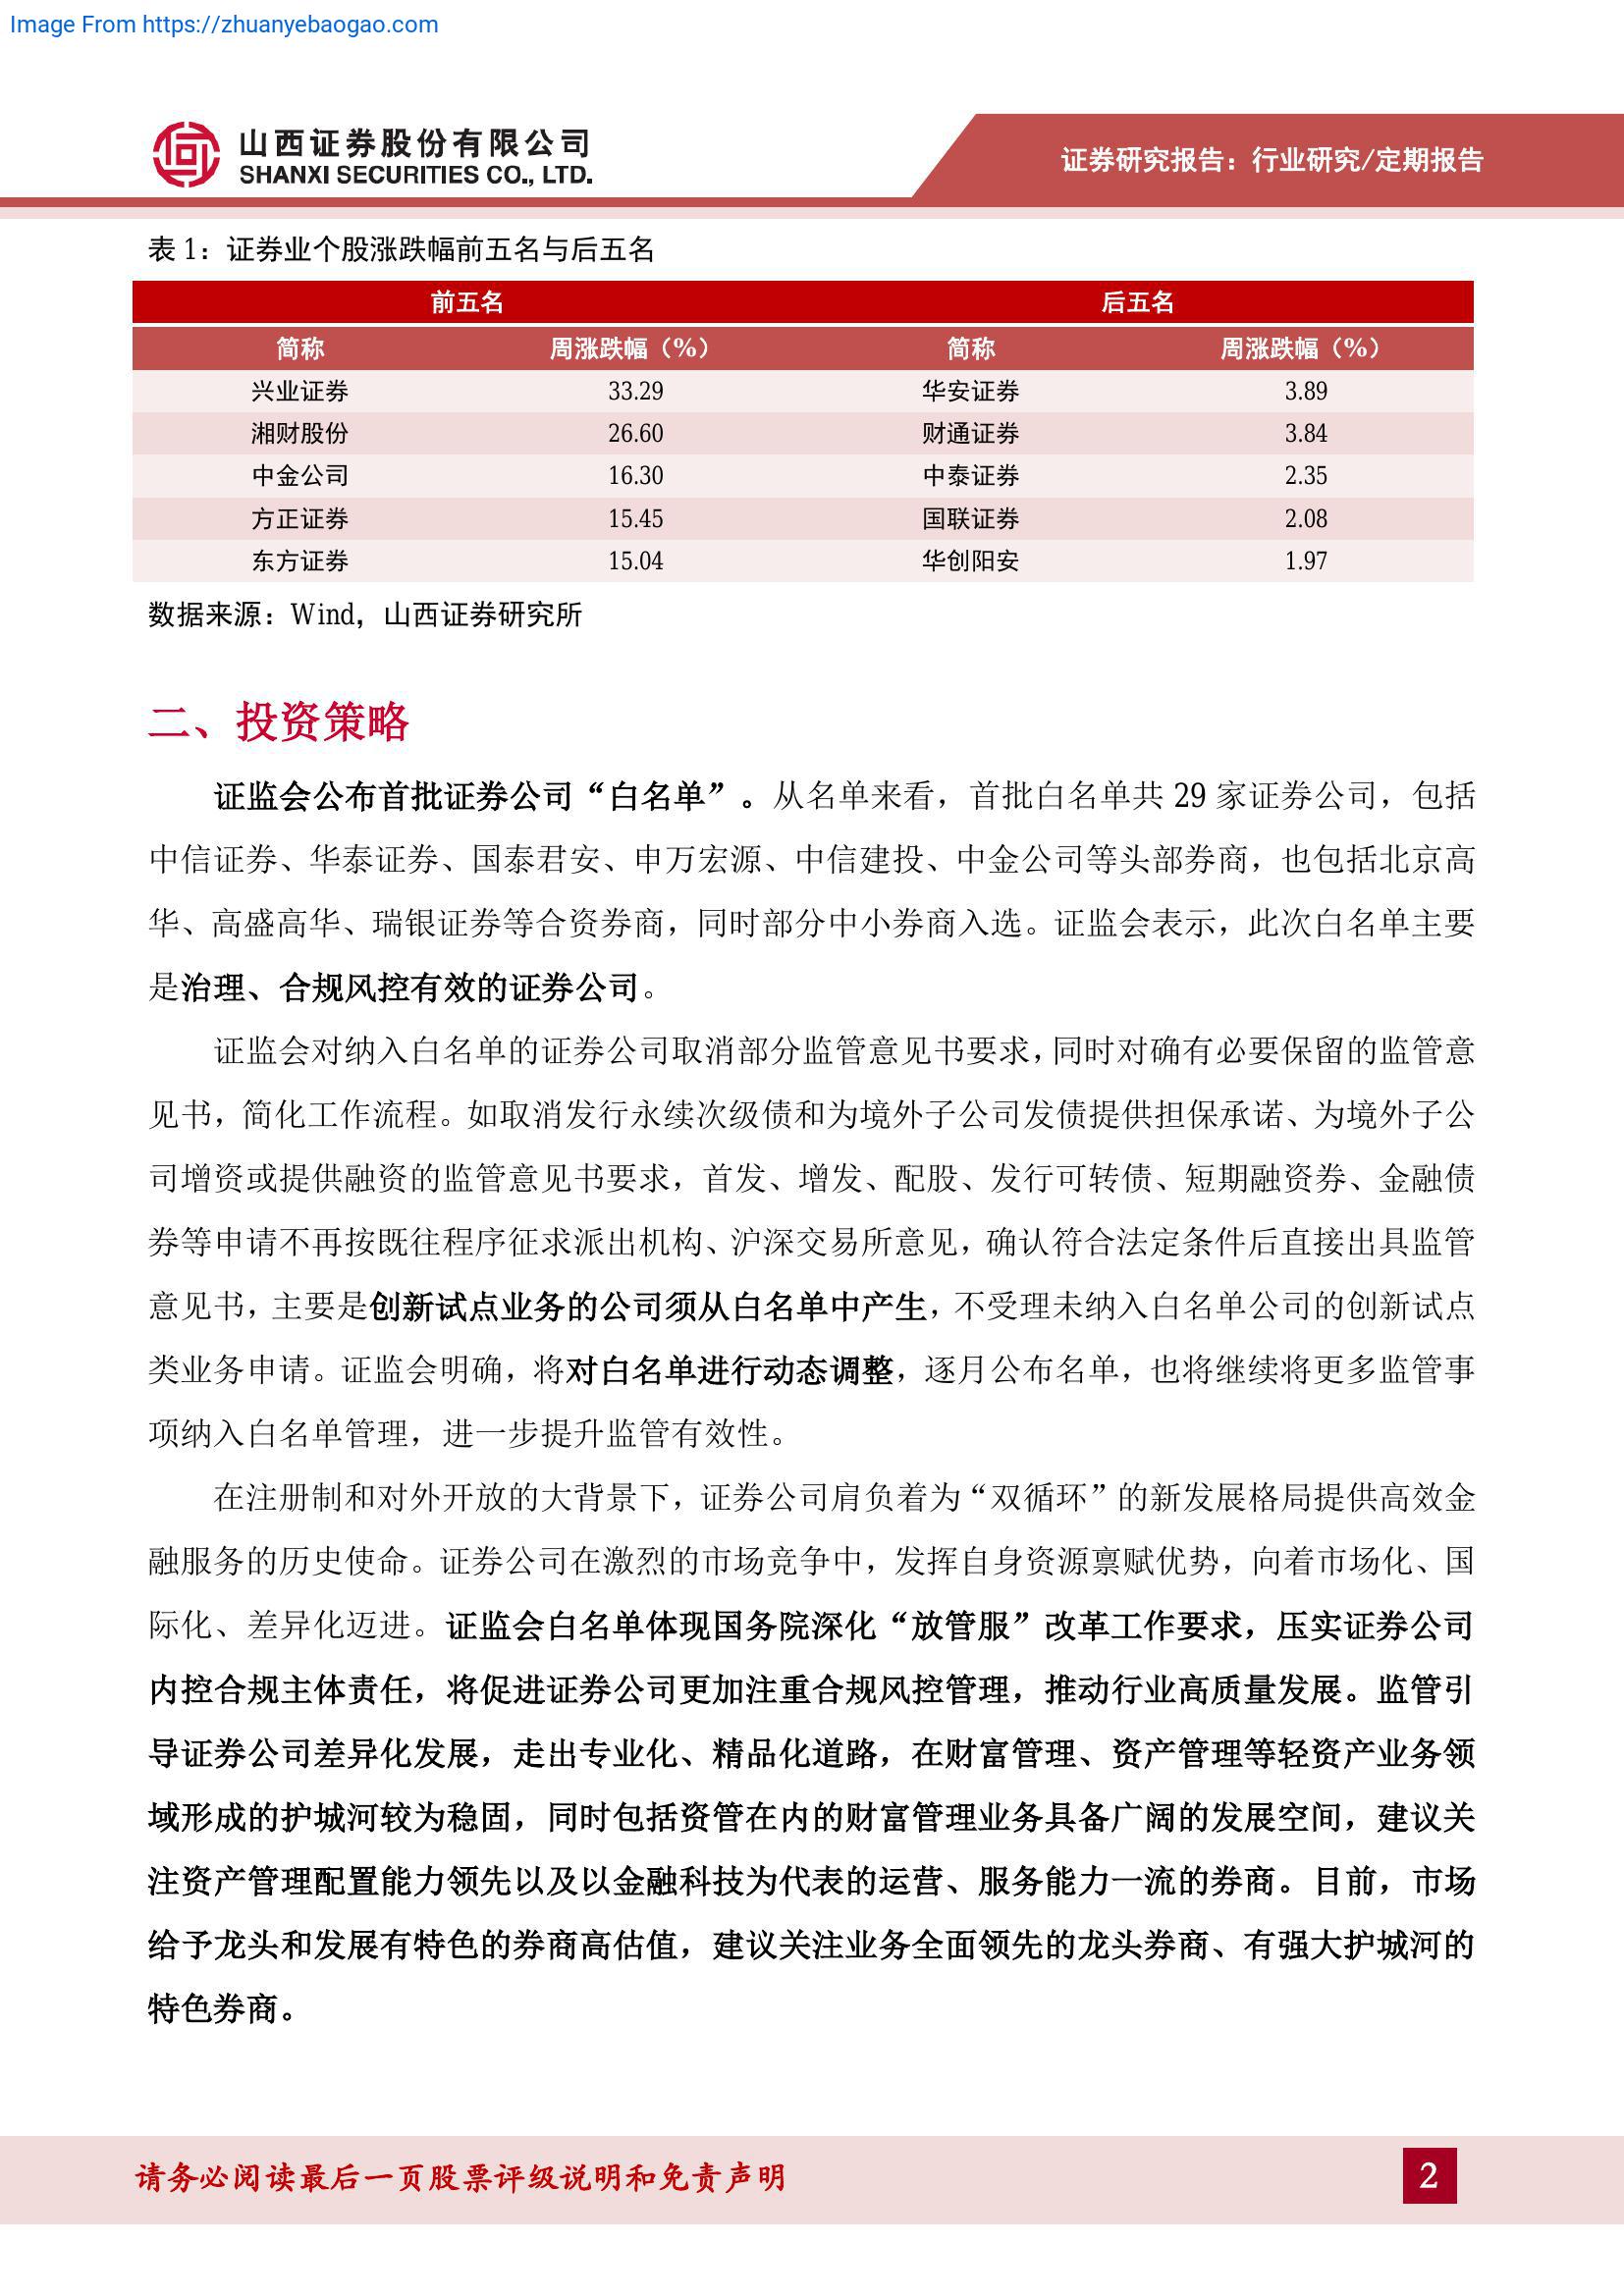 Image From https://zhuanyebaogao.com
山西证券股份有限公司
SHANXI SECURITIES CO., LTD.
证券研究报告：行业研究/定期报告
表 1：证券业个股涨跌幅前五名与后五名
前五名 后五名
简称 周涨跌幅（%） 简称 周涨跌幅（%）
兴业证券 33.29 华安证券 3.89
湘财股份 26.60 财通证券 3.84
中金公司 16.30 中泰证券 2.35
方正证券 15.45 国联证券 2.08
东方证券 15.04 华创阳安 1.97
数据来源：Wind，山西证券研究所
二、投资策略
证监会公布首批证券公司“白名单”。从名单来看，首批白名单共 29 家证券公司，包括
中信证券、华泰证券、国泰君安、申万宏源、中信建投、中金公司等头部券商，也包括北京高
华、高盛高华、瑞银证券等合资券商，同时部分中小券商入选。证监会表示，此次白名单主要
是治理、合规风控有效的证券公司。
证监会对纳入白名单的证券公司取消部分监管意见书要求，同时对确有必要保留的监管意
见书，简化工作流程。如取消发行永续次级债和为境外子公司发债提供担保承诺、为境外子公
司增资或提供融资的监管意见书要求，首发、增发、配股、发行可转债、短期融资券、金融债
券等申请不再按既往程序征求派出机构、沪深交易所意见，确认符合法定条件后直接出具监管
意见书，主要是创新试点业务的公司须从白名单中产生，不受理未纳入白名单公司的创新试点
类业务申请。证监会明确，将对白名单进行动态调整，逐月公布名单，也将继续将更多监管事
项纳入白名单管理，进一步提升监管有效性。
在注册制和对外开放的大背景下，证券公司肩负着为“双循环”的新发展格局提供高效金
融服务的历史使命。证券公司在激烈的市场竞争中，发挥自身资源禀赋优势，向着市场化、国
际化、差异化迈进。证监会白名单体现国务院深化“放管服”改革工作要求，压实证券公司
内控合规主体责任，将促进证券公司更加注重合规风控管理，推动行业高质量发展。监管引
导证券公司差异化发展，走出专业化、精品化道路，在财富管理、资产管理等轻资产业务领
域形成的护城河较为稳固，同时包括资管在内的财富管理业务具备广阔的发展空间，建议关
注资产管理配置能力领先以及以金融科技为代表的运营、服务能力一流的券商。目前，市场
给予龙头和发展有特色的券商高估值，建议关注业务全面领先的龙头券商、有强大护城河的
特色券商。
请务必阅读最后一页股票评级说明和免责声明
2